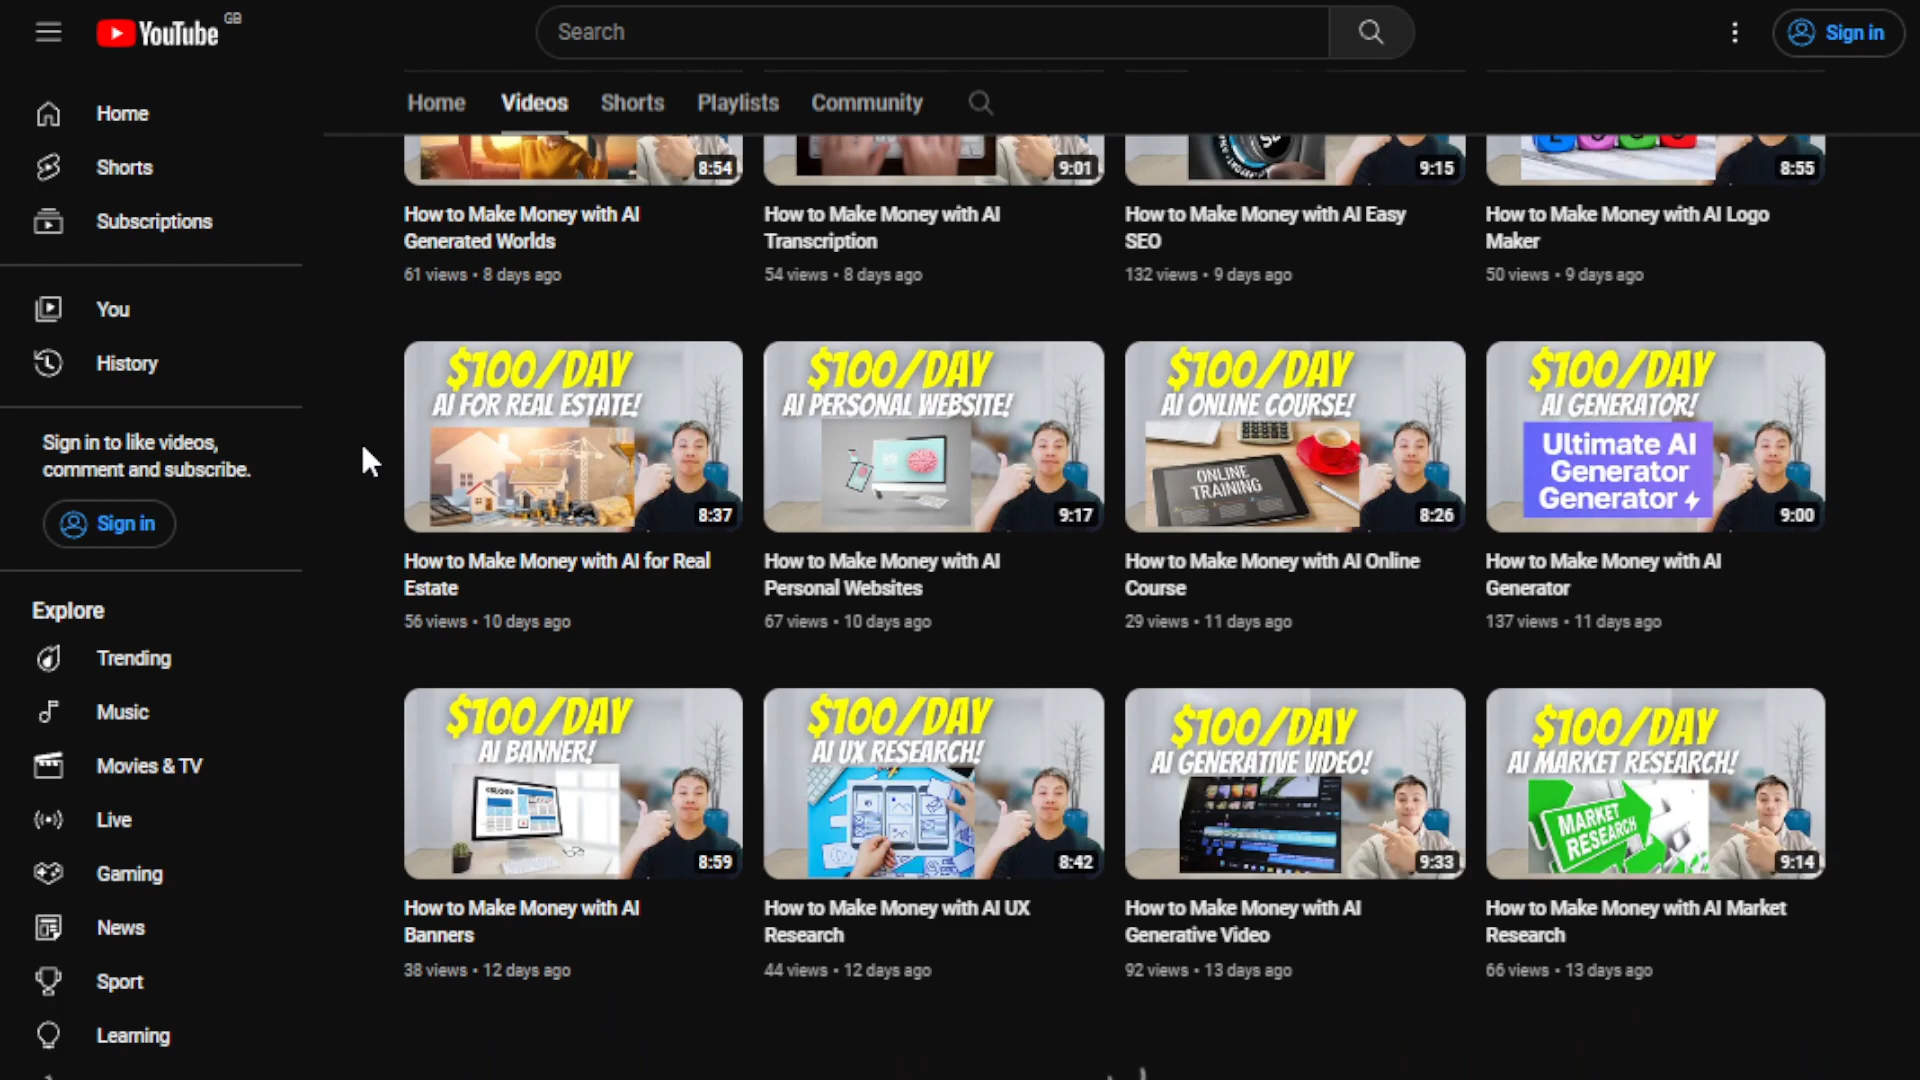 YouTube GB
Search
Sign in
Home
Shorts
Subscriptions
You
History
Sign in to like videos,
comment and subscribe.
Sign in
Explore
Trending
Music
Movies & TV
Live
Gaming
News
Sport
Learning
Home Videos Shorts Playlists Community
8:54
How to Make Money with AI
Generated Worlds
61 views • 8 days ago
9:01
How to Make Money with AI
Transcription
54 views • 8 days ago
9:15
How to Make Money with AI Easy
SEO
132 views • 9 days ago
8:55
How to Make Money with AI Logo
Maker
50 views • 9 days ago
$100/DAY
AI FOR REAL ESTATE!
8:37
How to Make Money with AI for Real
Estate
56 views • 10 days ago
$100/DAY
AI PERSONAL WEBSITE!
9:17
How to Make Money with AI
Personal Websites
67 views • 10 days ago
$100/DAY
AI ONLINE COURSE!
ONLINE
TRAINING
8:26
How to Make Money with AI Online
Course
29 views • 11 days ago
$100/DAY
AI GENERATOR!
Ultimate AI
Generator
Generator
9:00
How to Make Money with AI
Generator
137 views • 11 days ago
$100/DAY
AI BANNER!
8:59
How to Make Money with AI
Banners
38 views • 12 days ago
$100/DAY
AI UX RESEARCH!
8:42
How to Make Money with AI UX
Research
44 views • 12 days ago
$100/DAY
AI GENERATIVE VIDEO!
9:33
How to Make Money with AI
Generative Video
92 views • 13 days ago
$100/DAY
AI MARKET RESEARCH!
MARKET
RESEARCH
9:14
How to Make Money with AI Market
Research
66 views • 13 days ago